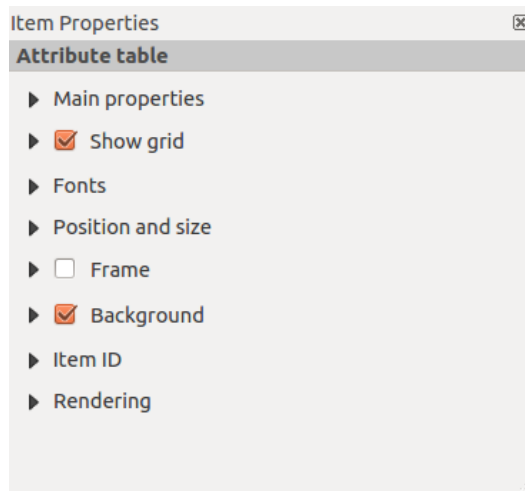 Item Properties
Attribute table
Main properties
Show grid
Fonts
Position and size
Frame
Background
Item ID
Rendering